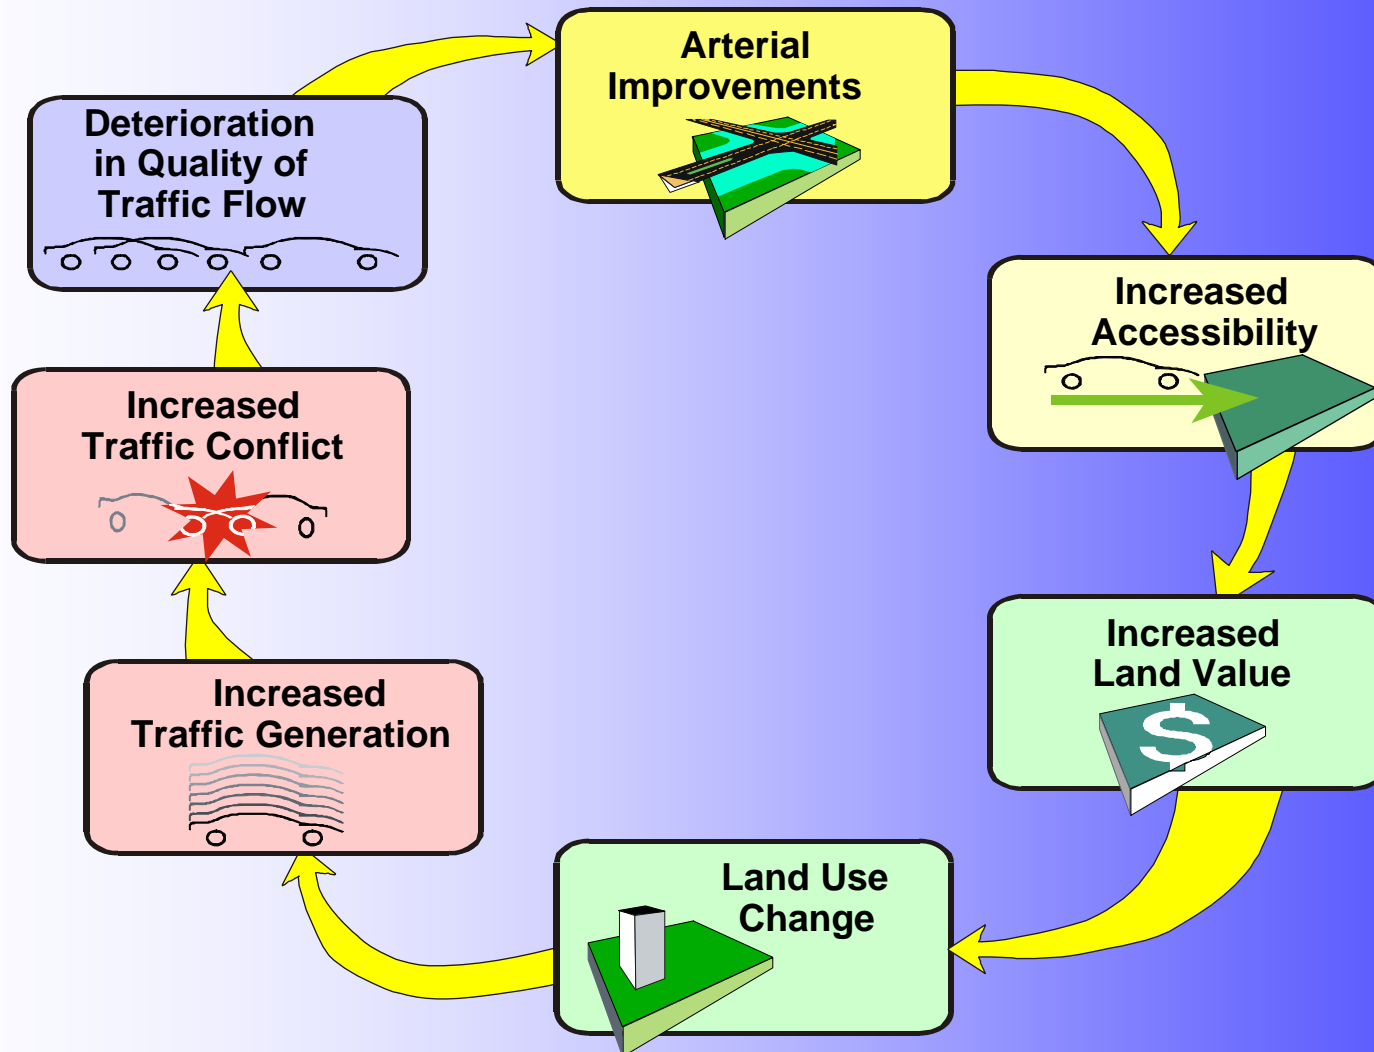 Arterial
Improvements
Increased
Accessibility
Increased
Land Value
$
Land Use
Change
Increased
Traffic Generation
Increased
Traffic Conflict
Deterioration
in Quality of
Traffic Flow